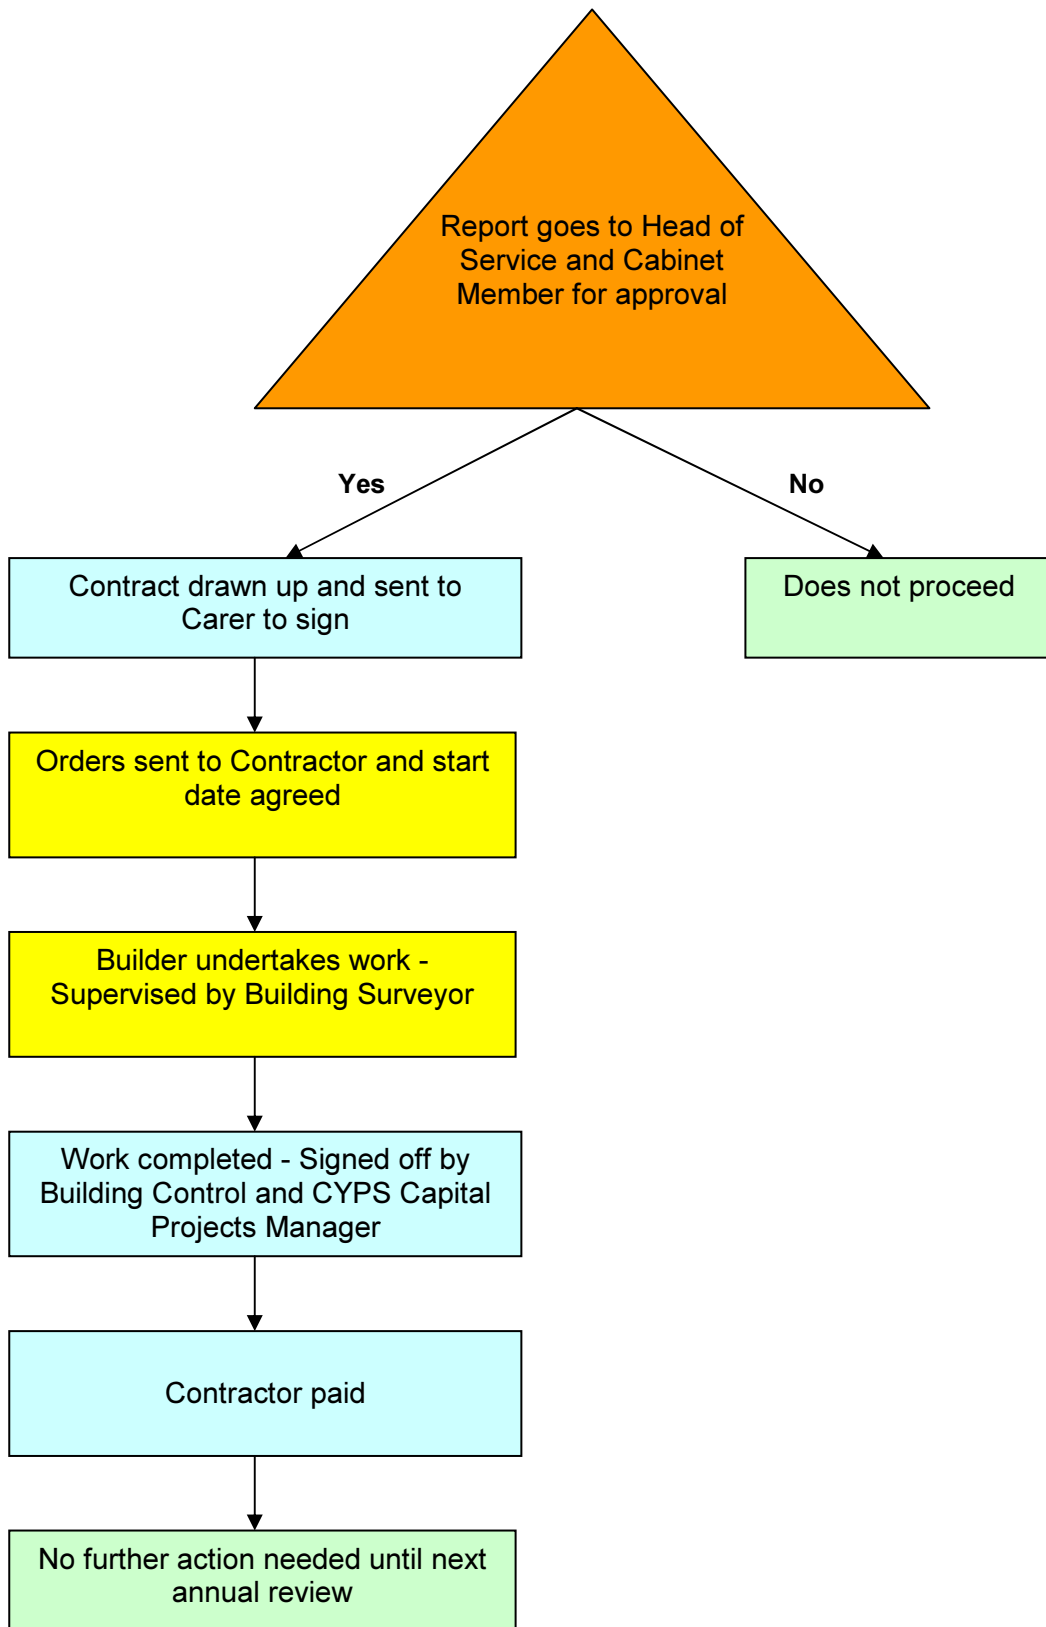 Report goes to Head of
Service and Cabinet
Member for approval
Yes
No
Contract drawn up and sent to
Carer to sign
Does not proceed
Orders sent to Contractor and start
date agreed
Builder undertakes work -
Supervised by Building Surveyor
Work completed - Signed off by
Building Control and CYPS Capital
Projects Manager
Contractor paid
No further action needed until next
annual review